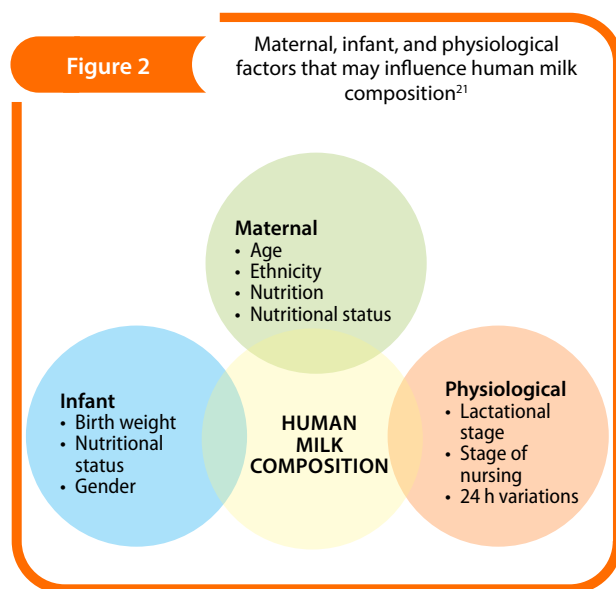 Figure 2
Maternal, infant, and physiological
factors that may influence human milk
composition21
Maternal
• Age
• Ethnicity
• Nutrition
• Nutritional status
Infant
• Birth weight
• Nutritional
status
• Gender
HUMAN
MILK
COMPOSITION
Physiological
• Lactational
stage
• Stage of
nursing
• 24 h variations